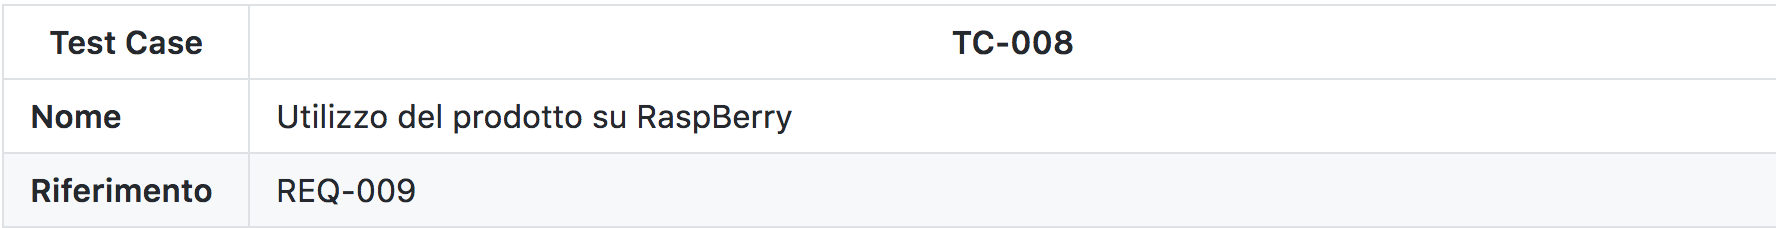 Test Case TC-008
Nome Utilizzo del prodotto su RaspBerry
Riferimento REQ-009